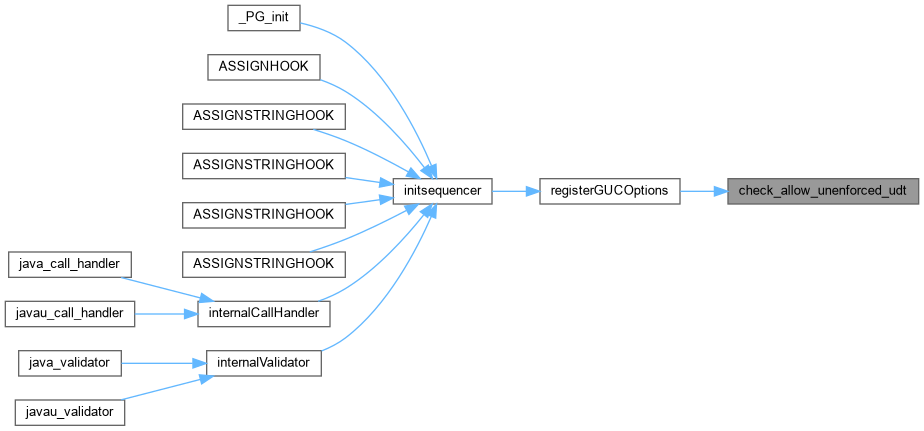 _PG_init
ASSIGNHOOK
ASSIGNSTRINGHOOK
ASSIGNSTRINGHOOK
initsequencer
registerGUCOptions
check_allow_unenforced_udt
ASSIGNSTRINGHOOK
ASSIGNSTRINGHOOK
java_call_handler
javau_call_handler
internalCallHandler
java_validator
internalValidator
javau_validator